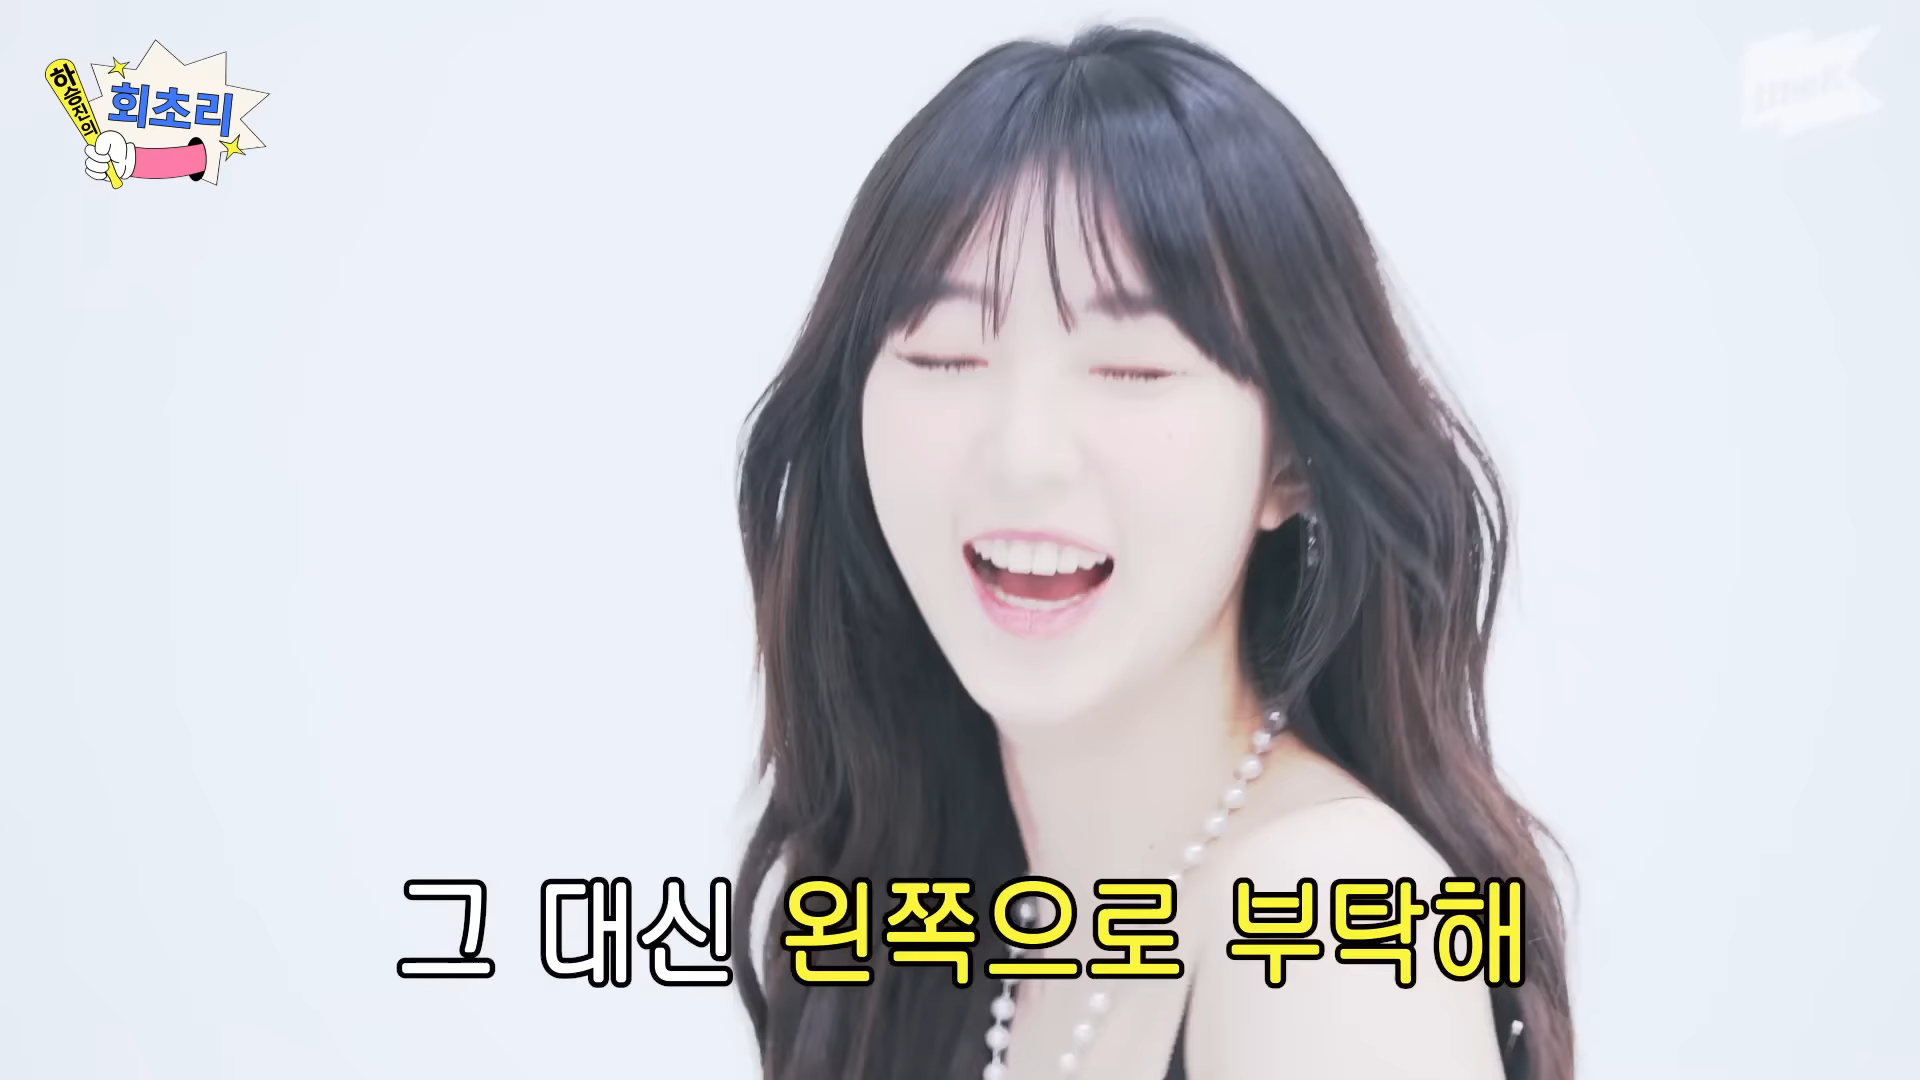 하승진의
회초리
그 대신 왼쪽으로 부탁해